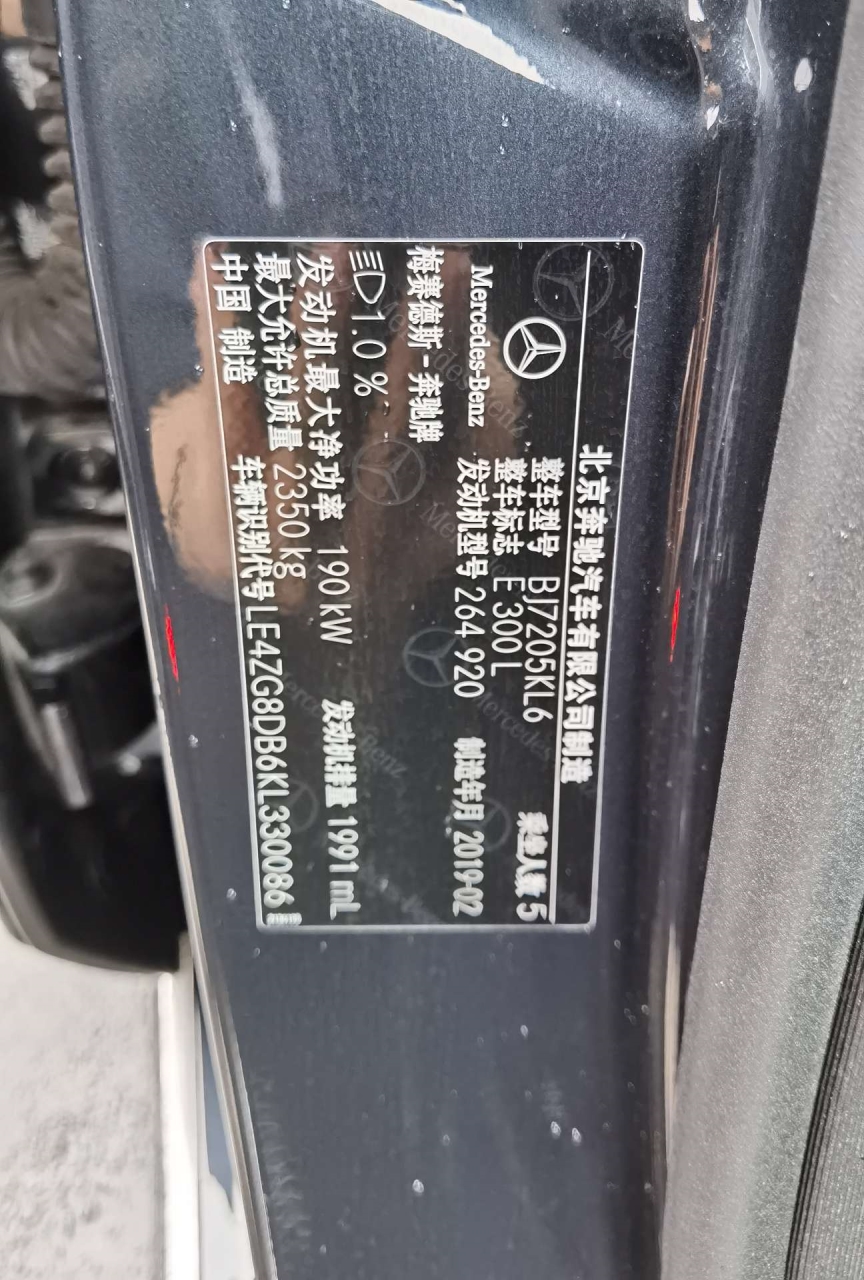 北京奔驰汽车有限公司制造
整车型号 BJ7205KL6 乘坐人数 5
整车标志 E 300 L
Mercedes-Benz 发动机型号 264 920 制造年月 2019-02
梅赛德斯-奔驰牌
1.0 %
发动机最大净功率 190 kW 发动机排量 1991 mL
最大允许总质量 2350 kg
中国 制造 车辆识别代号 LE4ZG8DB6KL330086